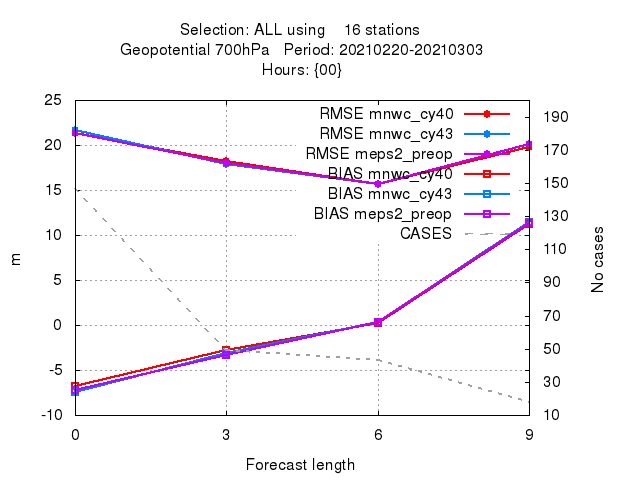 Selection: ALL using 16 stations
Geopotential 700hPa Period: 20210220-20210303
Hours: {00}
25
20
15
10
5
0
-5
-10
m
RMSE mnwc_cy40
RMSE mnwc_cy43
RMSE meps2_preop
BIAS mnwc_cy40
BIAS mnwc_cy43
BIAS meps2_preop
CASES
190
170
150
130
110
90
70
50
30
10
No cases
0 3 6 9
Forecast length